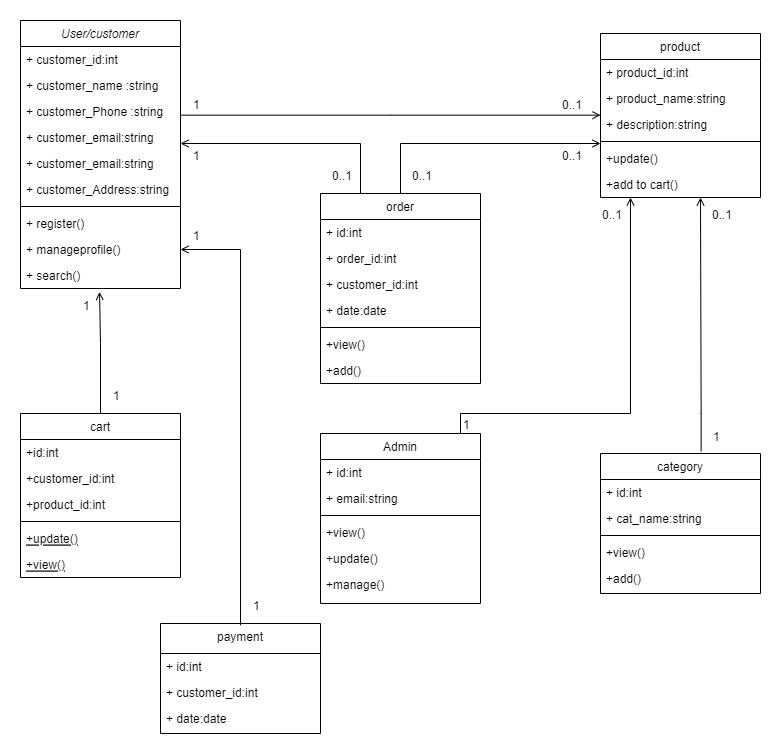 User/customer
+ customer_id:int
+ customer_name :string
+ customer_Phone :string
+ customer_email:string
+ customer_email:string
+ customer_Address:string
+ register()
+ manageprofile()
+ search()
product
+ product_id:int
+ product_name:string
+ description:string
+update()
+add to cart()
1
0..1
1
0..1
0..1
0..1
1
0..1
0..1
order
+ id:int
+ order_id:int
+ customer_id:int
+ date:date
+view()
+add()
1
1
cart
+id:int
+customer_id:int
+product_id:int
+update()
+view()
1
Admin
+ id:int
+ email:string
+view()
+update()
+manage()
1
category
+ id:int
+ cat_name:string
+view()
+add()
1
payment
+ id:int
+ customer_id:int
+ date:date